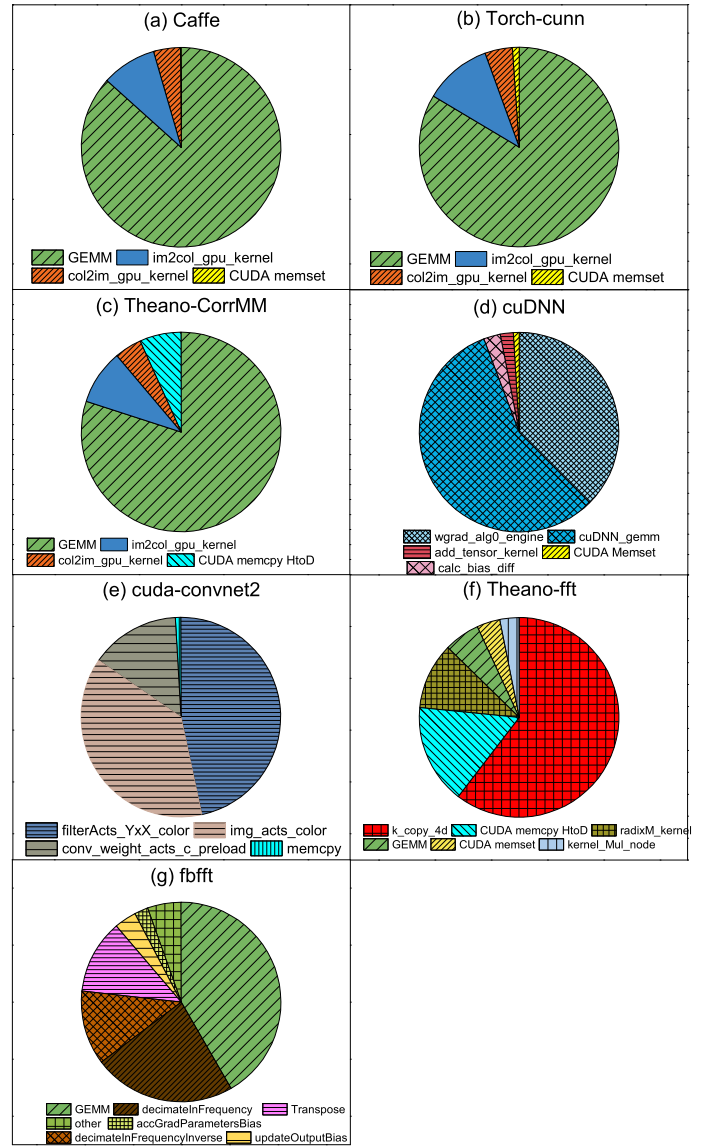 (a) Caffe
GEMM im2col_gpu_kernel
col2im_gpu_kernel CUDA memset
(b) Torch-cunn
GEMM im2col_gpu_kernel
col2im_gpu_kernel CUDA memset
(c) Theano-CorrMM
GEMM im2col_gpu_kernel
col2im_gpu_kernel CUDA memcpy HtoD
(d) cuDNN
wgrad_alg0_engine cuDNN_gemm
add_tensor_kernel CUDA Memset
calc_bias_diff
(e) cuda-convnet2
filterActs_YxX_color img_acts_color
conv_weight_acts_c_preload memcpy
(f) Theano-fft
k_copy_4d CUDA memcpy HtoD radixM_kernel
GEMM CUDA memset kernel_Mul_node
(g) fbfft
GEMM decimateInFrequency Transpose
other accGradParametersBias
decimateInFrequencyInverse updateOutputBias